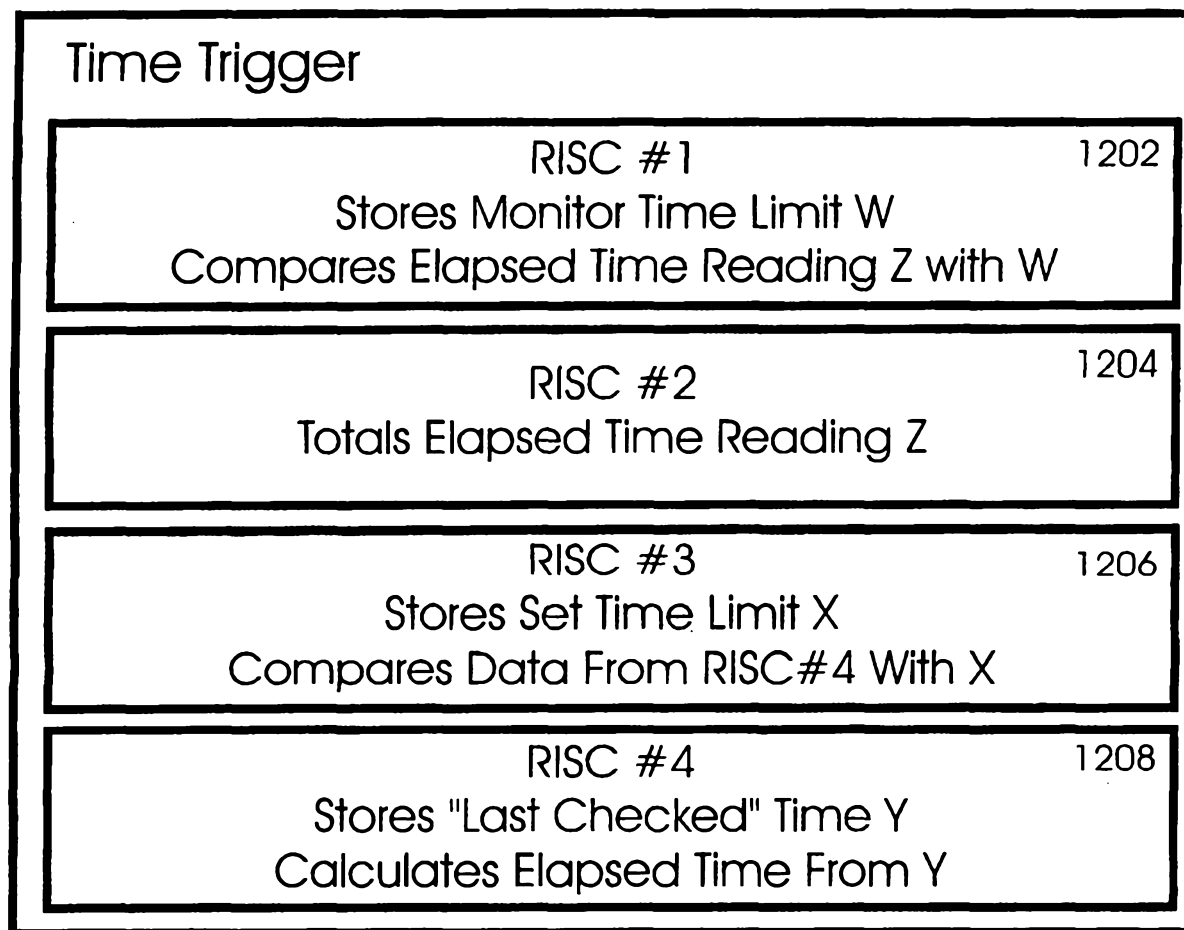 Time Trigger
RISC #1
1202
Stores Monitor Time Limit W
Compares Elapsed Time Reading Z with W
RISC #2
1204
Totals Elapsed Time Reading Z
RISC #3
1206
Stores Set Time Limit X
Compares Data From RISC#4 With X
RISC #4
1208
Stores "Last Checked" Time Y
Calculates Elapsed Time From Y